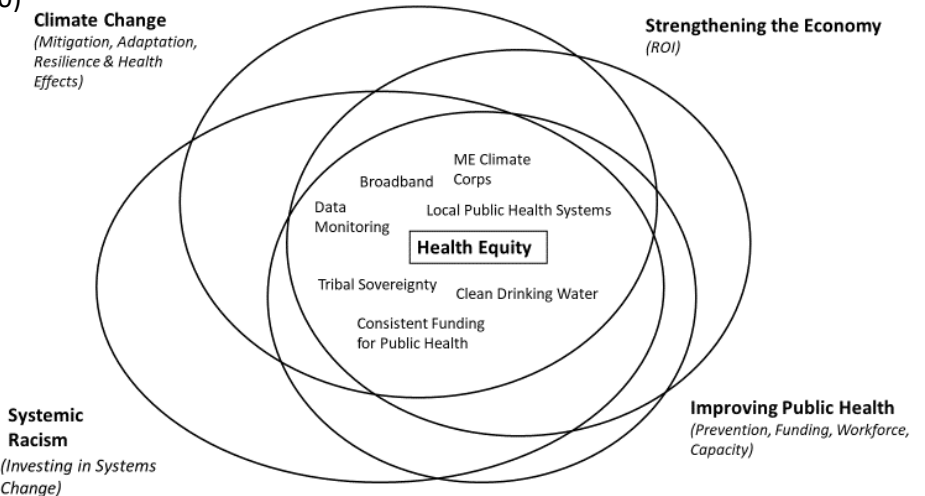 Climate Change
(Mitigation, Adaptation,
Resilience & Health
Effects)
Strengthening the Economy
(ROI)
ME Climate
Corps
Broadband
Data
Monitoring
Local Public Health Systems
Health Equity
Tribal Sovereignty
Clean Drinking Water
Consistent Funding
for Public Health
Systemic
Racism
(Investing in Systems
Change)
Improving Public Health
(Prevention, Funding, Workforce,
Capacity)